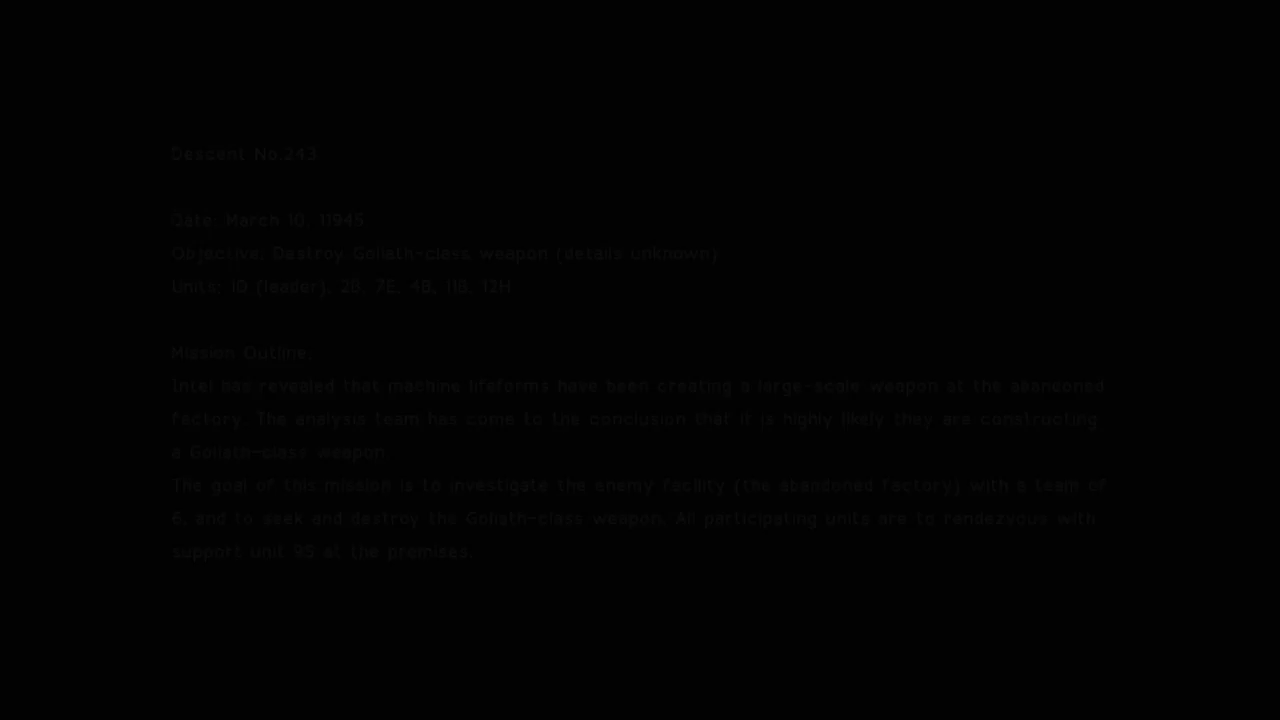 Descent No.243
Date: March 10, 11945
Objective: Destroy Goliath-class weapon (details unknown)
Units: 1D (leader), 2B, 7E, 4B, 11B, 12H
Mission Outline:
Intel has revealed that machine lifeforms have been creating a large-scale weapon at the abandoned
factory. The analysis team has come to the conclusion that it is highly likely they are constructing
a Goliath-class weapon.
The goal of this mission is to investigate the enemy facility (the abandoned factory) with a team of
6, and to seek and destroy the Goliath-class weapon. All participating units are to rendezvous with
support unit 9S at the premises.